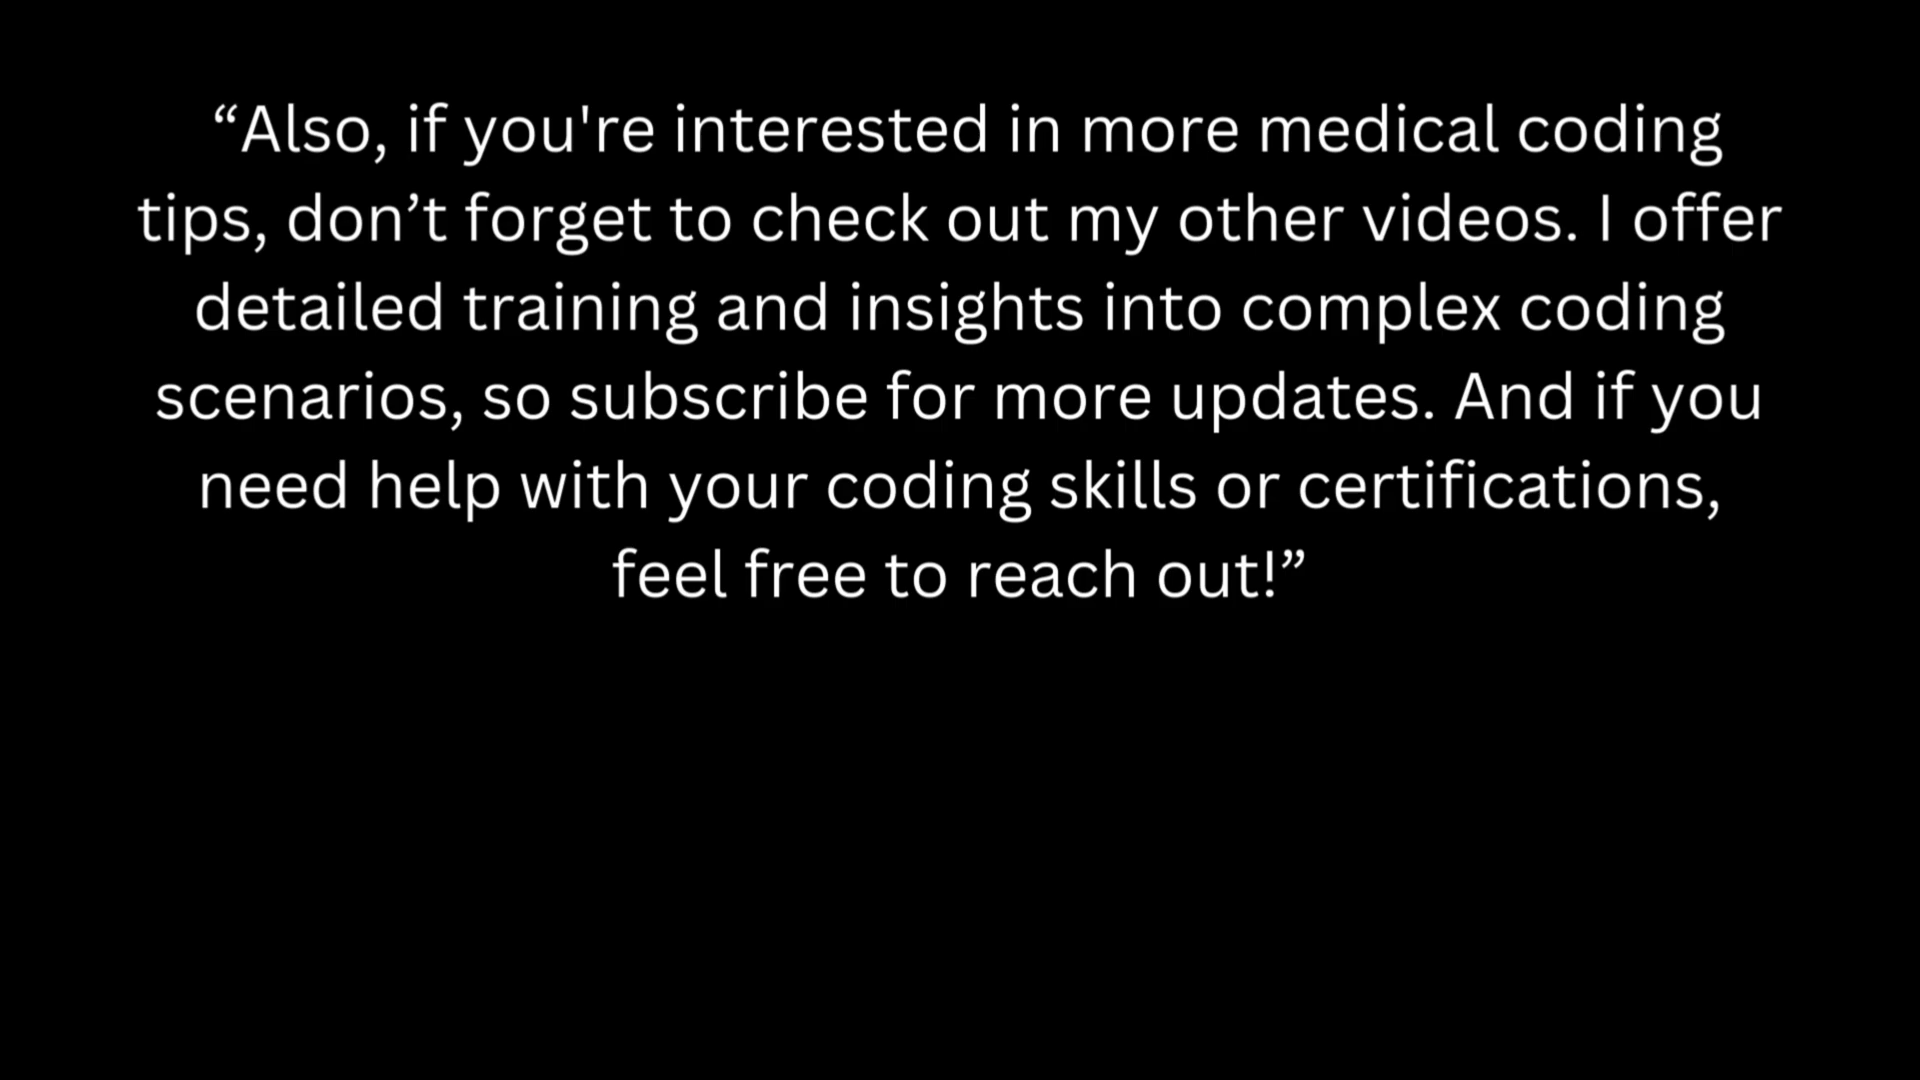 “Also, if you're interested in more medical coding
tips, don’t forget to check out my other videos. I offer
detailed training and insights into complex coding
scenarios, so subscribe for more updates. And if you
need help with your coding skills or certifications,
feel free to reach out!”